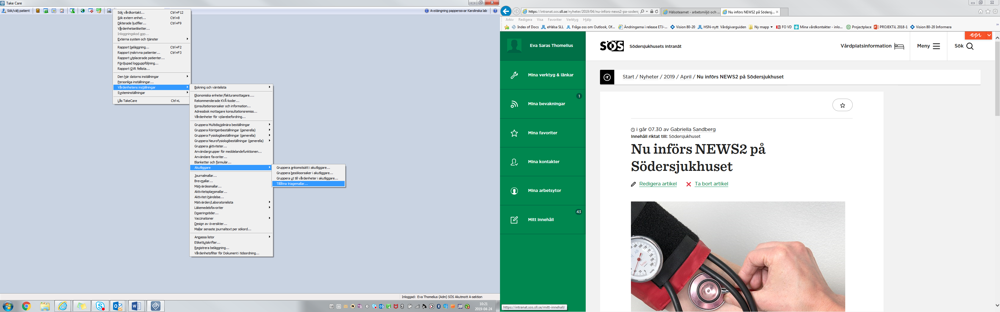 Take Care
Sök/välj patient
Avstängning papperssvar Karolinska lab
Sök vårdkontakt... Ctrl+F12
Sök extern enhet... Ctrl+8
Dikterade ljudfiler... Ctrl+F9
Vårdenhetsetiketter...
Inloggningskod app...
Externa system och tjänster
Rapport beläggning... Ctrl+F2
Rapport inskrivna patienter... Ctrl+F3
Rapport utplacerade patienter...
Fördjupad logguppföljning...
Rapport GVR fellista...
Den här datorns inställningar
Personliga inställningar...
Vårdenhetens inställningar
Systeminställningar
Lås TakeCare Ctrl+L
Bokning och väntelista
Ekonomiska enheter/fakturamottagare....
Rekommenderade KVÅ-koder...
Konsultationsorsaker och information...
Adressbok mottagare konsultationsremiss...
Vårdenheter för vidarebefordring...
Gruppera Multidisciplinära beställningar
Gruppera Röntgenbeställningar (generella)
Gruppera Fysiologibeställningar (generella)
Gruppera Neurofysiologibeställningar (generella)
Gruppera aktiviteter...
Användargrupper för meddelandefunktionen...
Användare favoriter...
Blanketter och formulär...
Akutliggare
Journalmallar...
Brevmallar...
Mätvärdesmallar...
Aktivitetsplansmallar...
Aktivitet-händelse...
Mätvärden/Laboratorielista
Läkemedelsfavoriter
Doseringstider...
Vaccinationer
Design av översikter...
Mallar senaste journaltext per sökord...
Anpassa listor
Etikettutskrifter...
Registrera beläggning...
Vårdenhetsfilter för Dokument i tidsordning...
Gruppera ankomstsätt i akutliggare...
Gruppera besöksorsaker i akutliggare...
Gruppera ut till vårdenheter i akutliggare...
Tillåtna triagemallar...
Inloggad: Eva Thomelius (Adm) SÖS Akutmott A-sektion
10:21
2019-04-24
https://intranat.sos.sll.se/nyheter/2019/04/nu-infors-news2-pa-soders
Hälsoteamet - arbetsmiljö och ...
Nu införs NEWS2 på Södersj...
Arkiv Redigera Visa Favoriter Verktyg Hjälp
Index of Docs eHälsa SLL Fråga oss om Outlook, Of... Ändringarna i release ETJ-... Vision 80-20 HSN-nytt Vårdgivarguiden Ny mapp KB FO VD Mina vårdkontakter - inlo... Projectplace PROJEKTiL 2018-1 Vision 80-20 Informera
epi
Eva Saras Thomelius
SÖS Södersjukhusets intranät
Vårdplatsinformation
Meny
Sök
Mina verktyg & länkar
1
Mina bevakningar
Mina favoriter
Mina kontakter
Mina arbetsytor
43
Mitt innehåll
Start / Nyheter / 2019 / April / Nu införs NEWS2 på Södersjukhuset
i går 07.30 av Gabriella Sandberg
Innehåll riktat till: Södersjukhuset
Nu införs NEWS2 på
Södersjukhuset
Redigera artikel
Ta bort artikel
https://intranat.sos.sll.se/mitt-innehall/